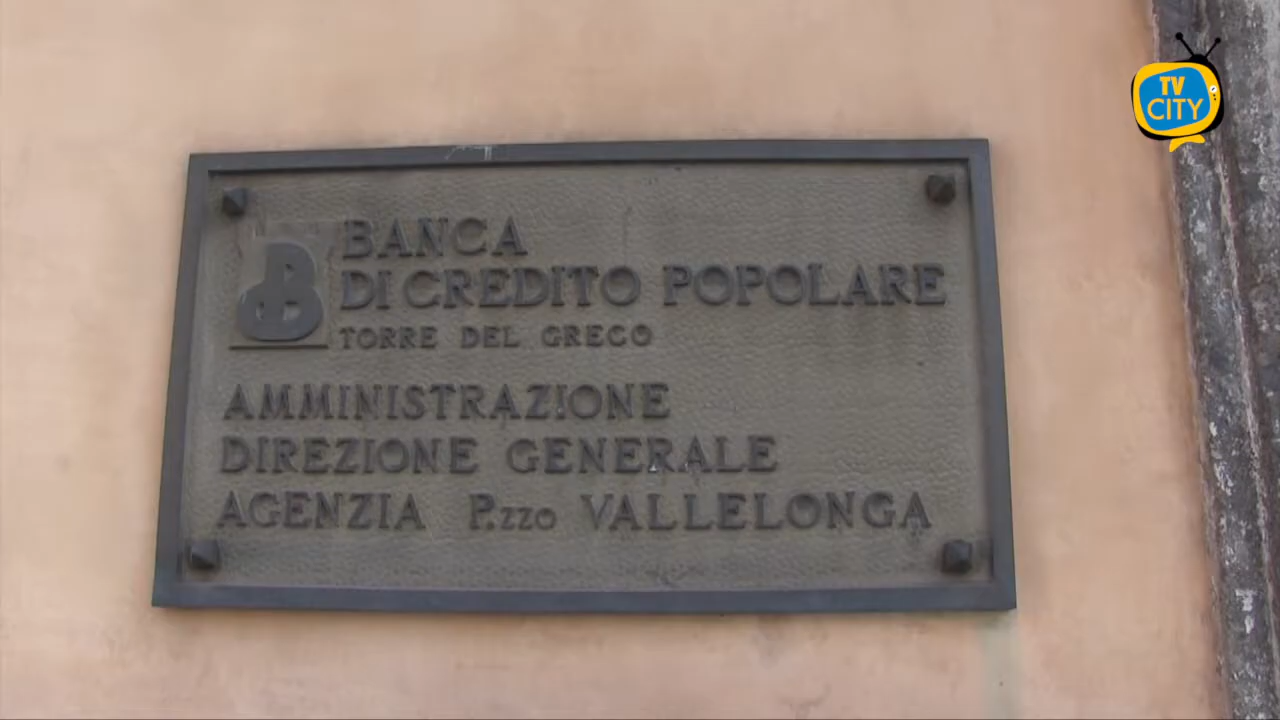 TV
CITY
BANCA
DI CREDITO POPOLARE
TORRE DEL GRECO
AMMINISTRAZIONE
DIREZIONE GENERALE
AGENZIA P.zzo VALLELONGA